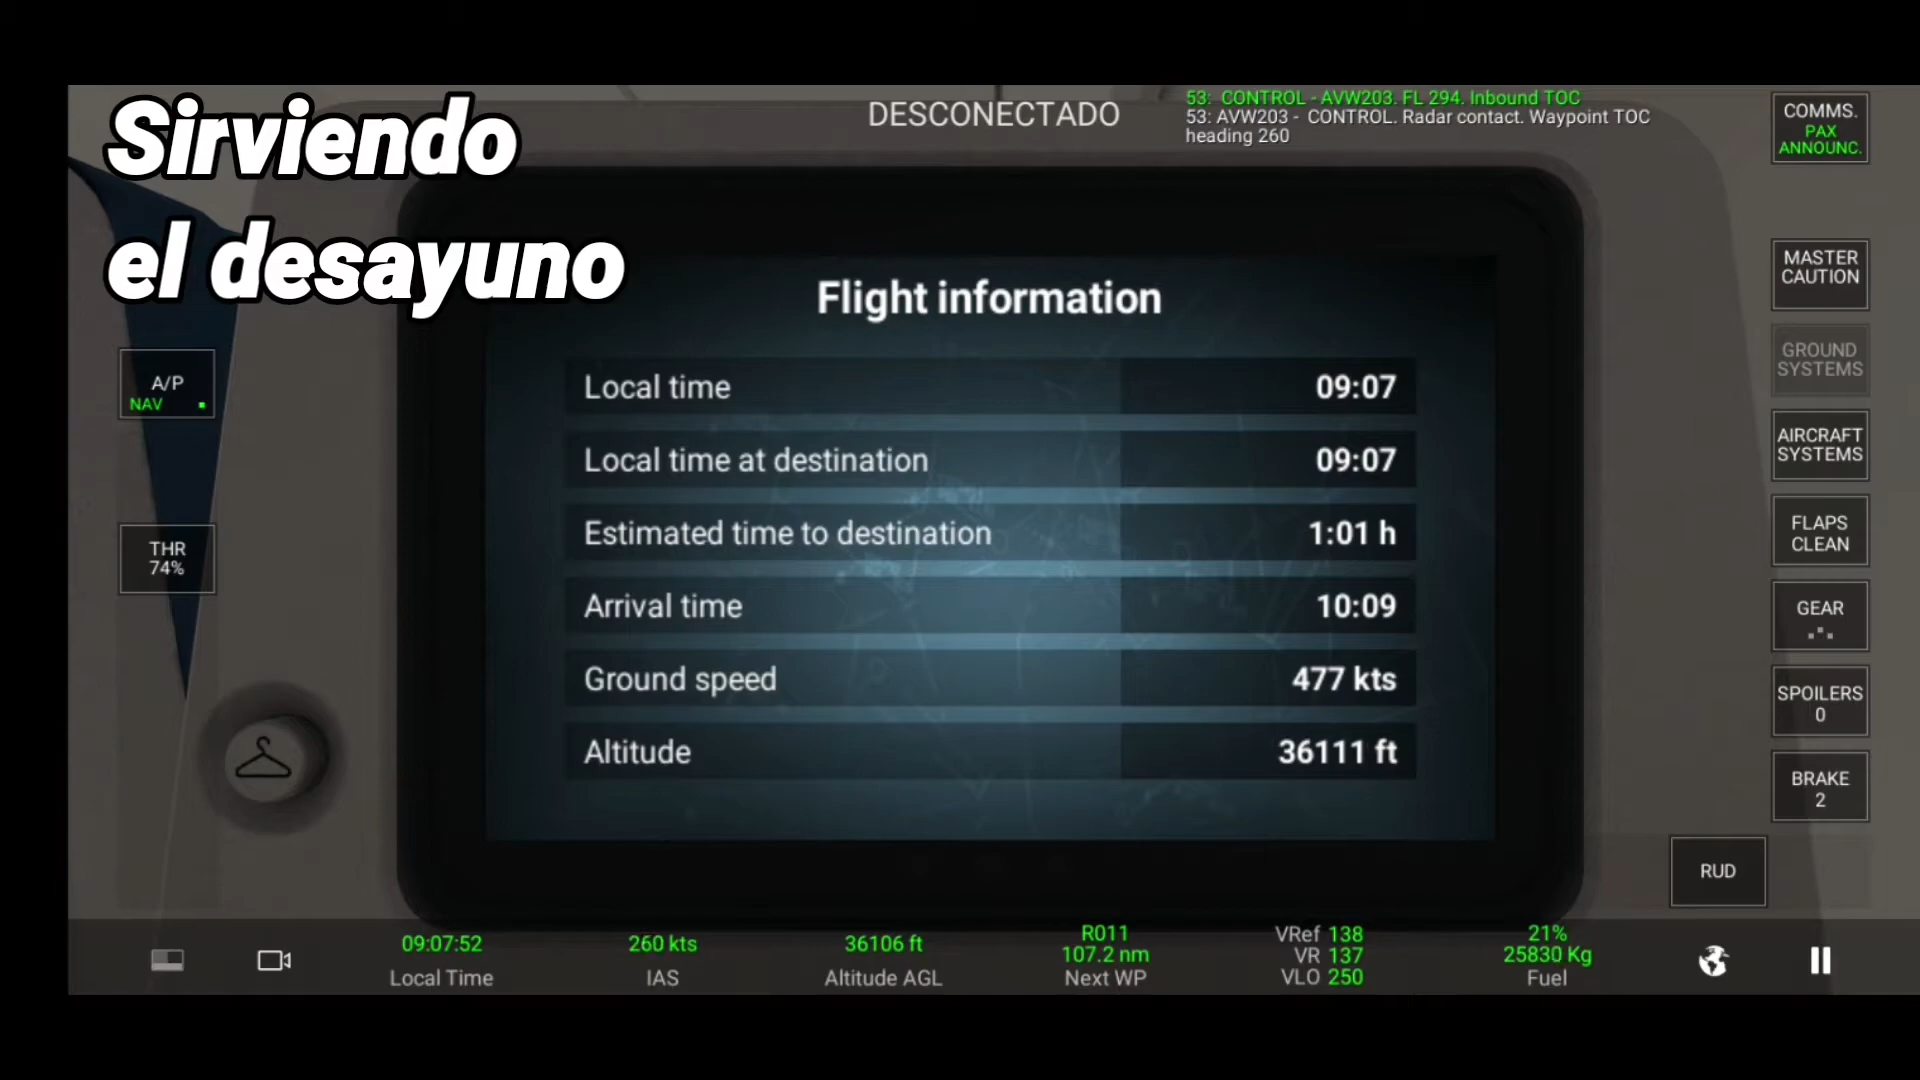 Sirviendo
el desayuno
DESCONECTADO
53: CONTROL - AVW203. FL 294. Inbound TOC
53: AVW203 - CONTROL. Radar contact. Waypoint TOC
heading 260
COMMS.
PAX
ANNOUNC.
MASTER
CAUTION
GROUND
SYSTEMS
AIRCRAFT
SYSTEMS
FLAPS
CLEAN
GEAR
SPOILERS
0
BRAKE
2
RUD
A/P
NAV
THR
74%
Flight information
Local time 09:07
Local time at destination 09:07
Estimated time to destination 1:01 h
Arrival time 10:09
Ground speed 477 kts
Altitude 36111 ft
09:07:52
Local Time
260 kts
IAS
36106 ft
Altitude AGL
R011
107.2 nm
Next WP
VRef 138
VR 137
VLO 250
21%
25830 Kg
Fuel